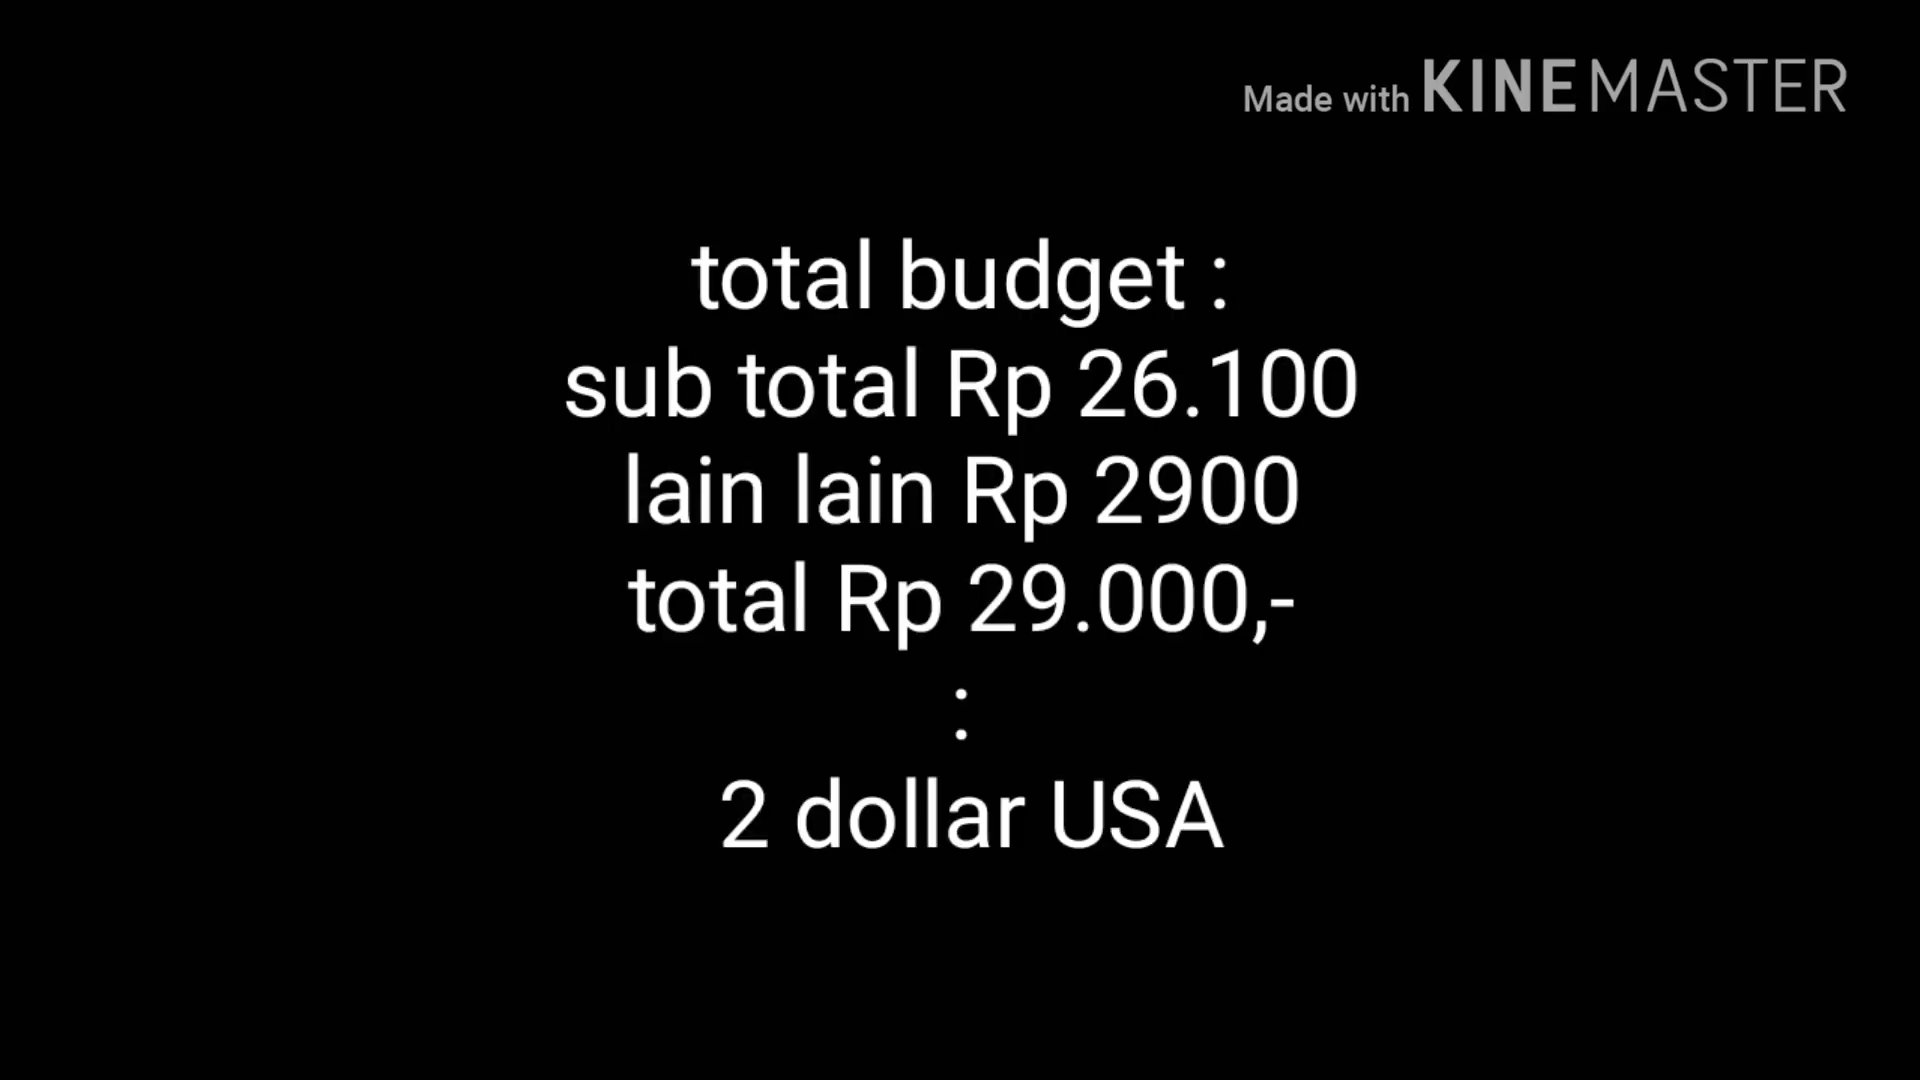 Made with KINEMASTER
total budget :
sub total Rp 26.100
lain lain Rp 2900
total Rp 29.000,-
:
2 dollar USA